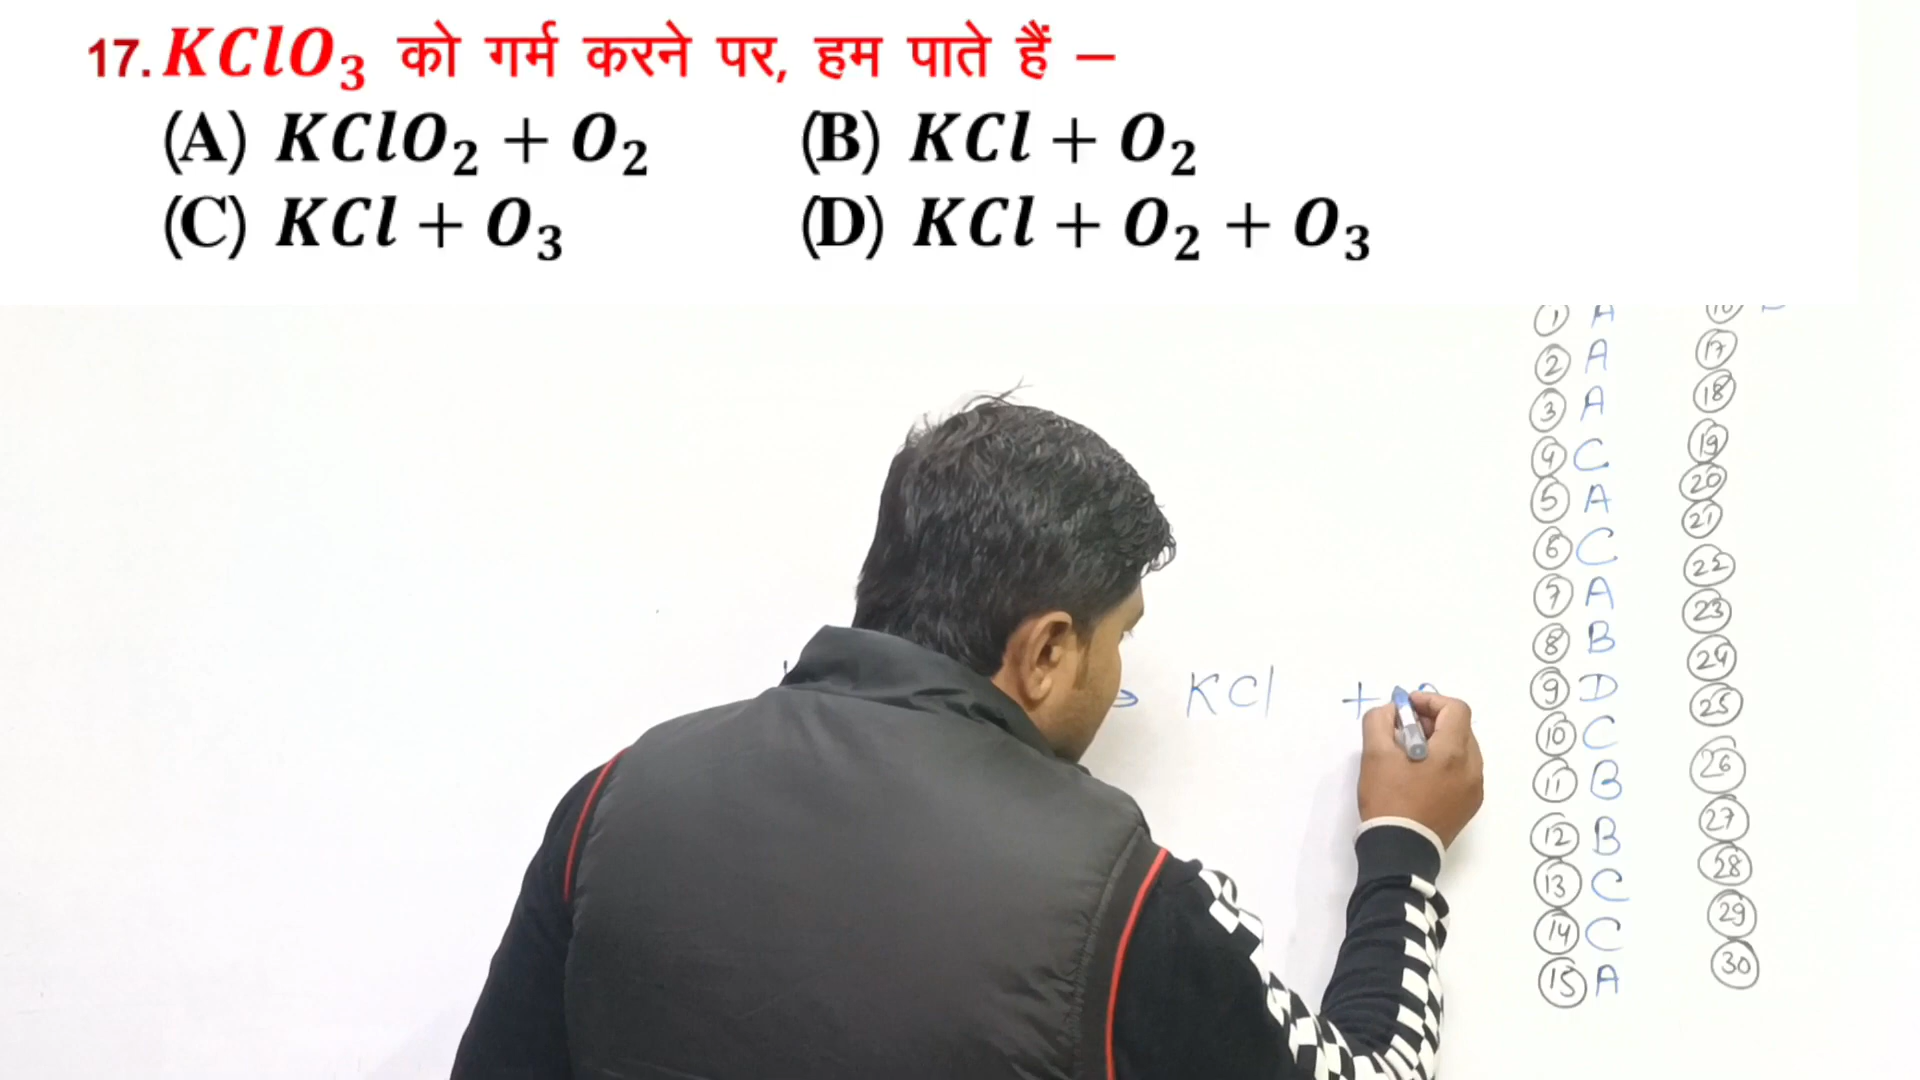 17. KClO₃ को गर्म करने पर, हम पाते हैं –
(A) KClO₂ + O₂ (B) KCl + O₂
(C) KCl + O₃ (D) KCl + O₂ + O₃
① A
② A
③ A
④ C
⑤ A
⑥ C
⑦ A
⑧ B
⑨ D
⑩ C
⑪ B
⑫ B
⑬ C
⑭ C
⑮ A
⑰
⑱
⑲
⑳
㉑
㉒
㉓
㉔
㉕
㉖
㉗
㉘
㉙
㉚
→ KCl +